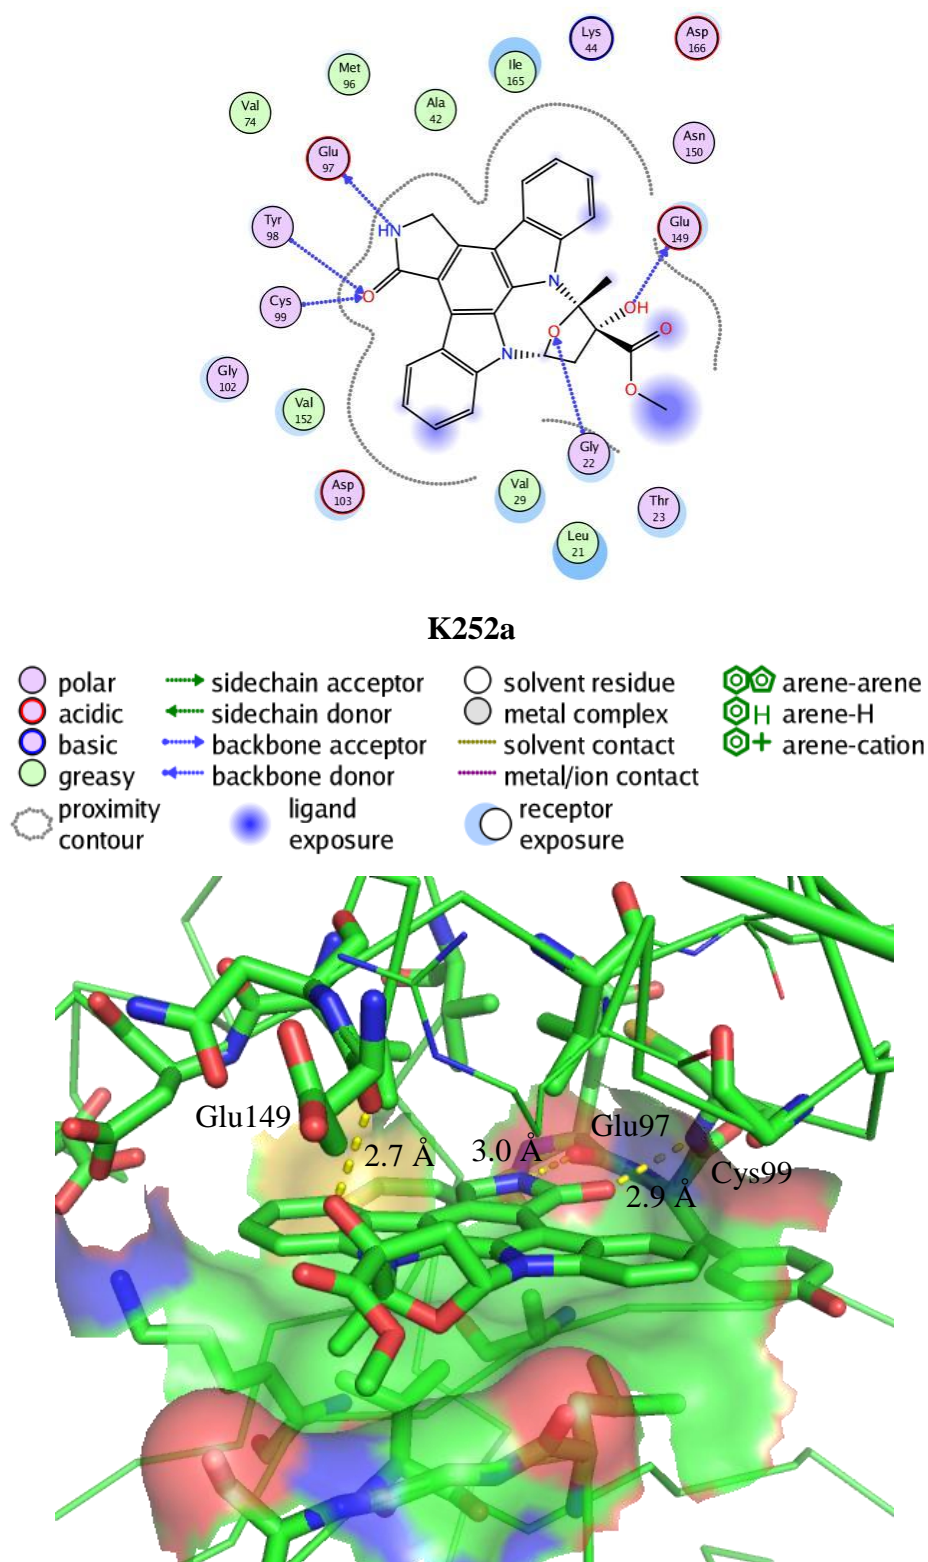 Lys
44
Asp
166
Ile
165
Met
96
Ala
42
Val
74
Asn
150
Glu
97
HN
Tyr
98
Glu
149
O
N
OH
O
Cys
99
O
N
O
Gly
102
Val
152
Gly
22
Asp
103
Val
29
Thr
23
Leu
21
K252a
polar sidechain acceptor solvent residue arene-arene
acidic sidechain donor metal complex H arene-H
basic backbone acceptor solvent contact + arene-cation
greasy backbone donor metal/ion contact
proximity contour
ligand exposure
receptor exposure
Glu149
2.7 Å
3.0 Å
Glu97
Cys99
2.9 Å